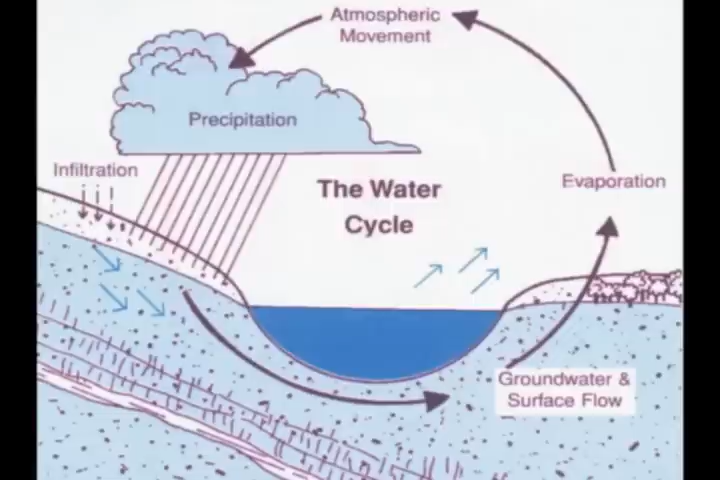 Atmospheric
Movement
Precipitation
Infiltration
The Water
Cycle
Evaporation
Groundwater &
Surface Flow